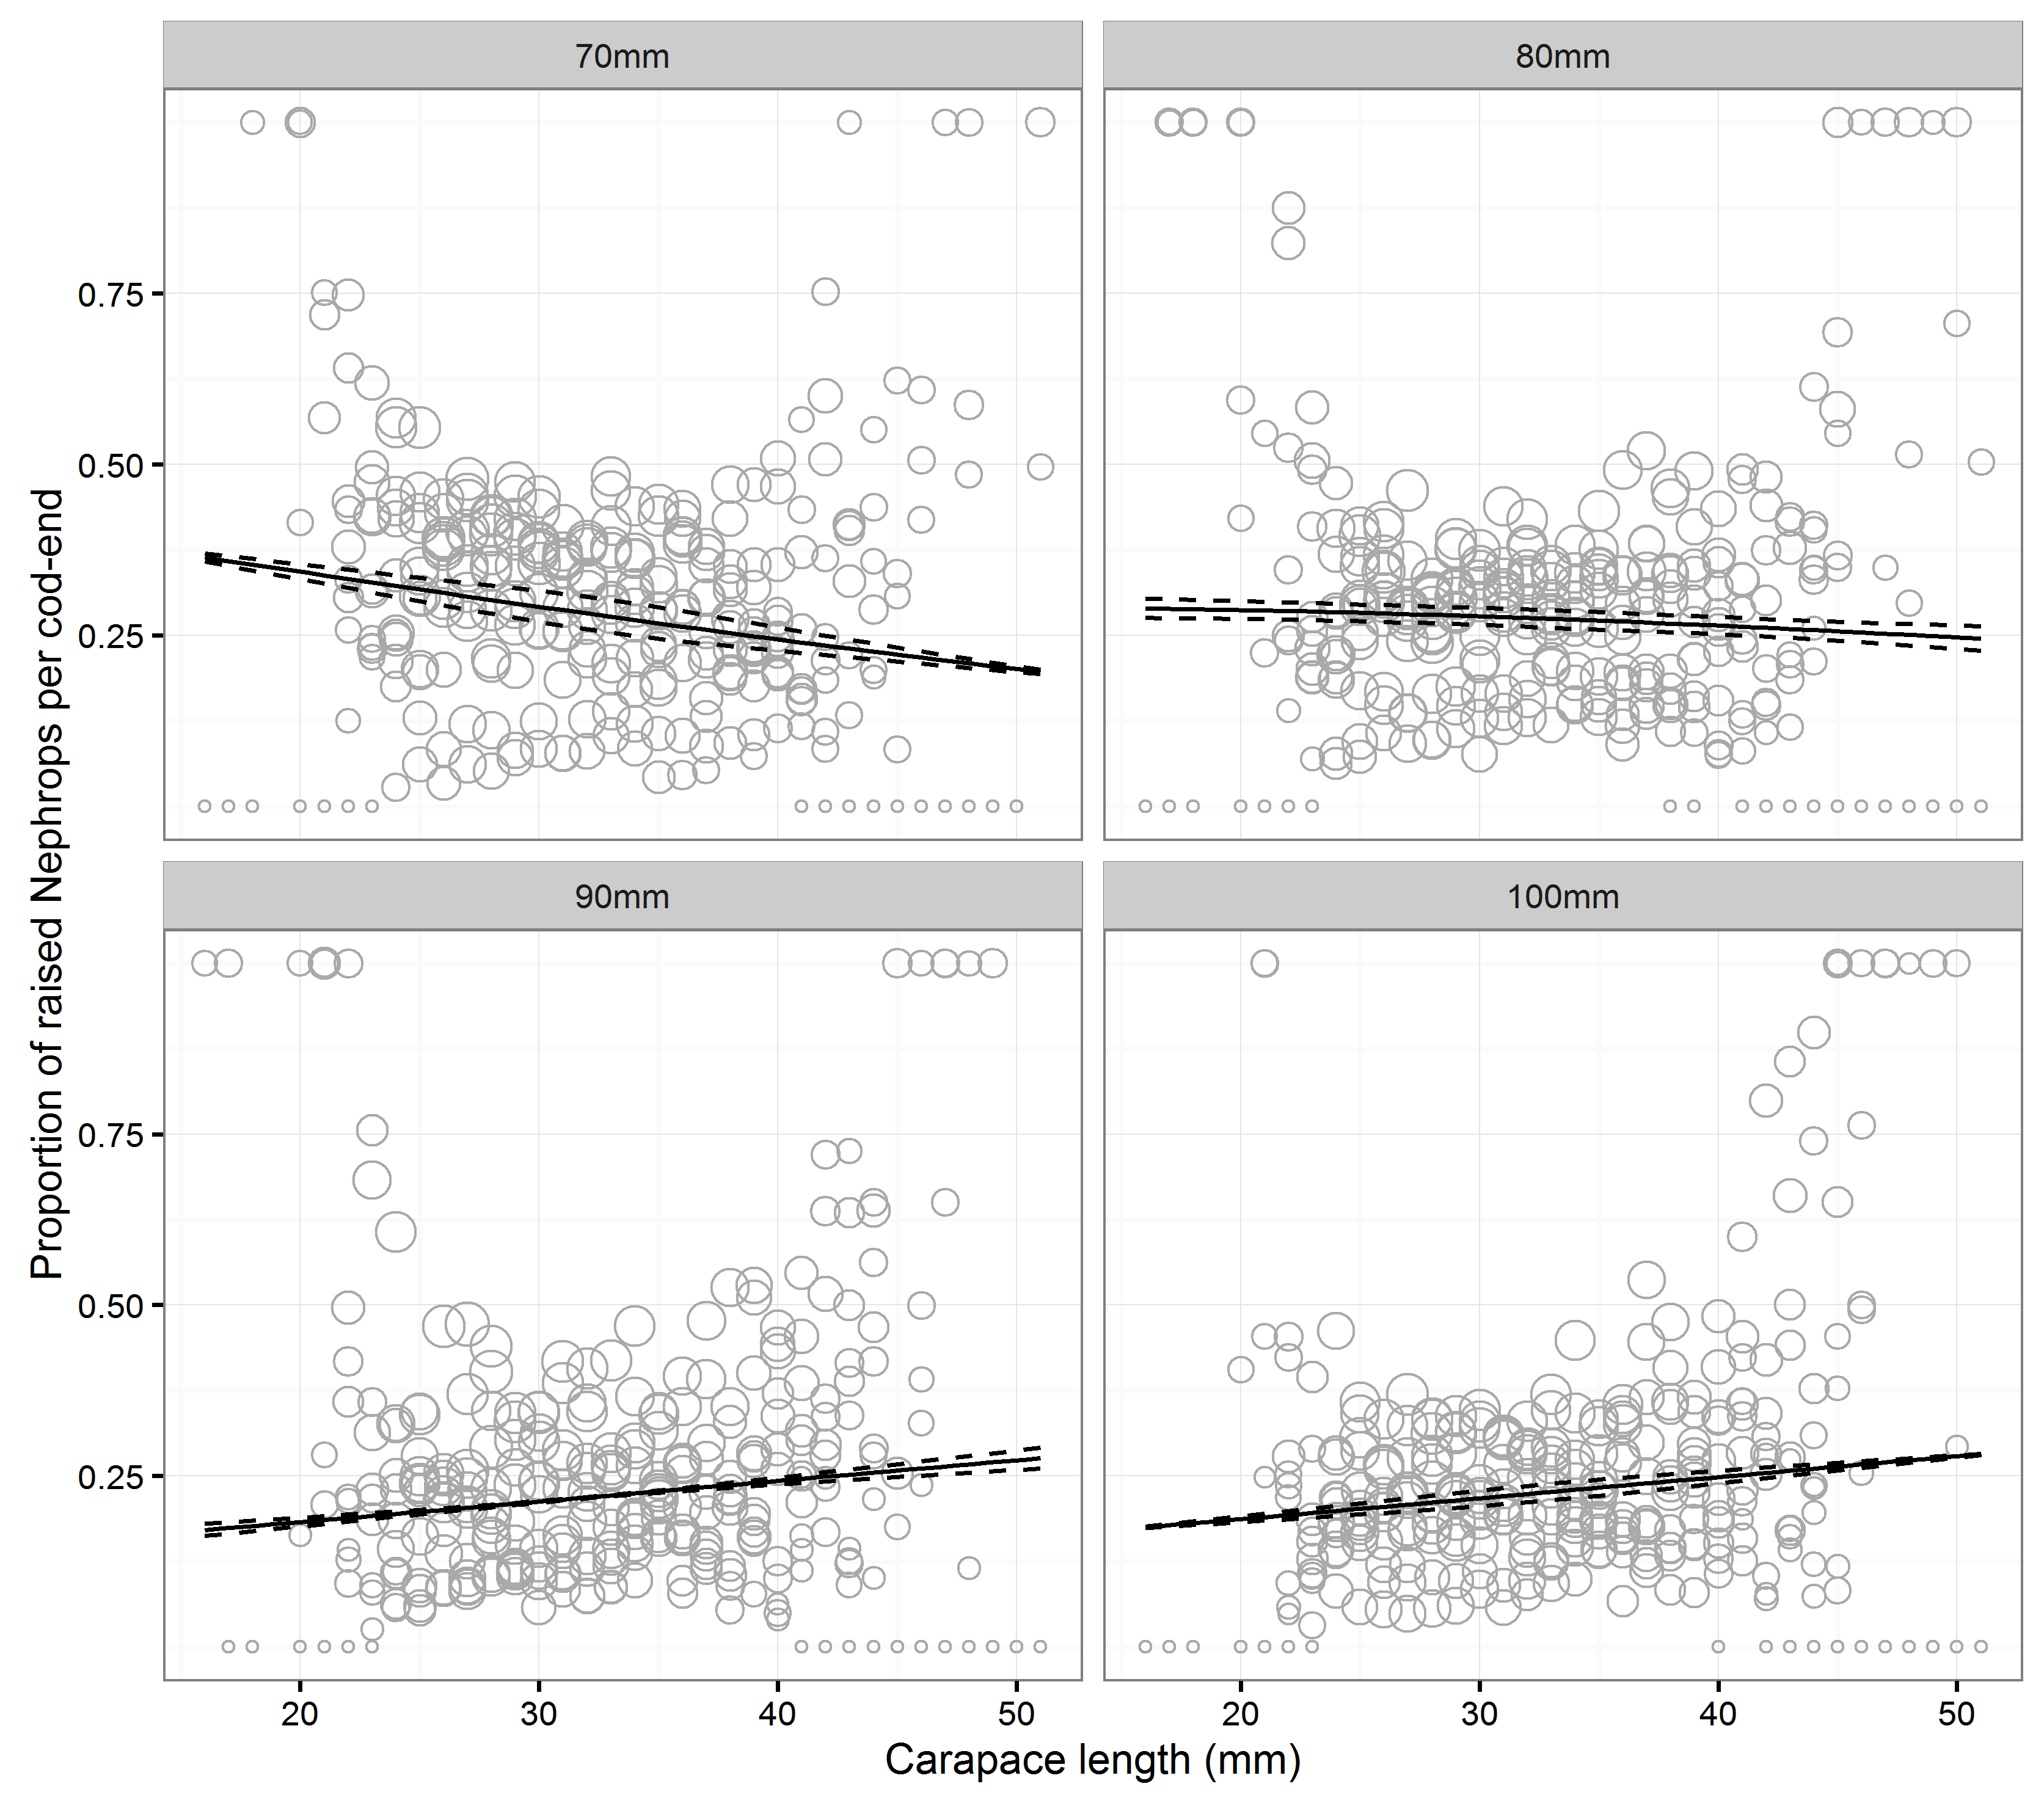 70mm
80mm
Proportion of raised Nephrops per cod-end
0.75
0.50
0.25
90mm
100mm
0.75
0.50
0.25
20
30
40
50
20
30
40
50
Carapace length (mm)